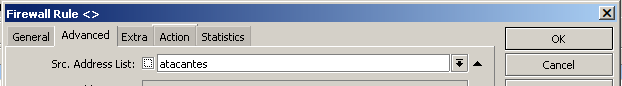 Firewall Rule <>
General Advanced Extra Action Statistics
OK
Src. Address List: atacantes
Cancel